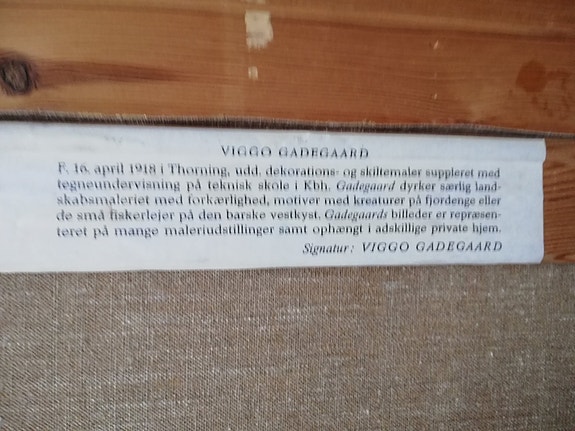 VIGGO GADEGAARD
F. 16. april 1918 i Thorning, udd. dekorations- og skiltemaler suppleret med
tegneundervisning på teknisk skole i Kbh. Gadegaard dyrker særlig land-
skabsmaleriet med forkærlighed, motiver med kreaturer på fjordenge eller
de små fiskerlejer på den barske vestkyst. Gadegaards billeder er repræsen-
teret på mange maleriudstillinger samt ophængt i adskillige private hjem.
Signatur: VIGGO GADEGAARD